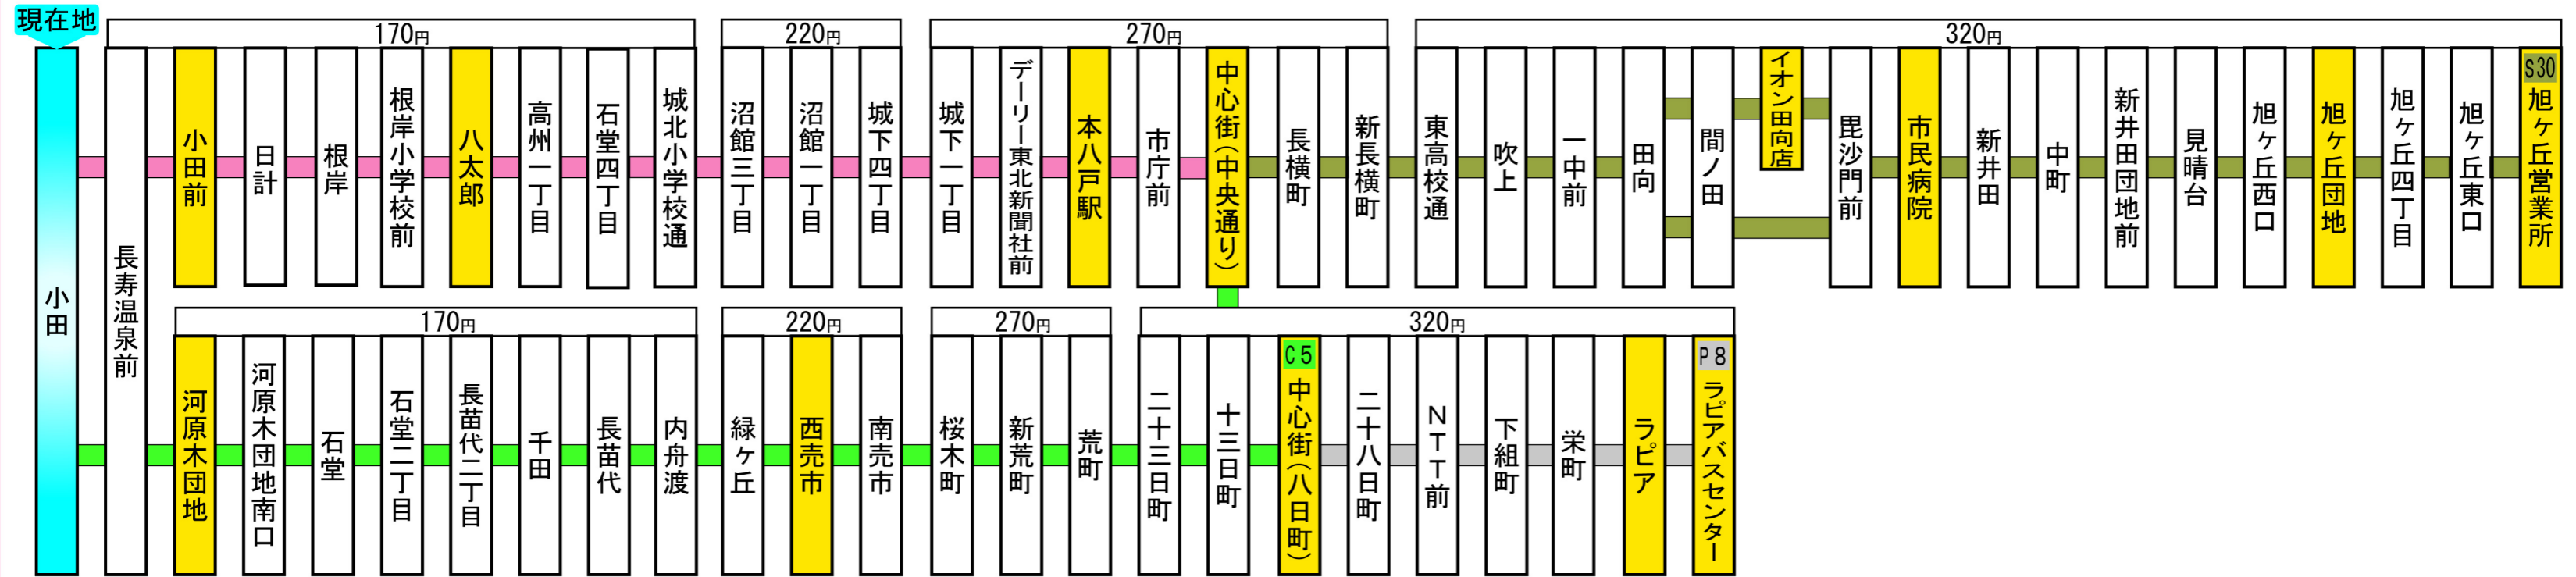 現在地
170円
220円
270円
320円
小田
長寿温泉前
小田前
日計
根岸
根岸小学校前
八太郎
高州一丁目
石堂四丁目
城北小学校通
沼館三丁目
沼館一丁目
城下四丁目
城下一丁目
デーリー東北新聞社前
本八戸駅
市庁前
中心街(中央通り)
長横町
新長横町
東高校通
吹上
一中前
田向
間ノ田
イオン田向店
毘沙門前
市民病院
新井田
中町
新井田団地前
見晴台
旭ヶ丘西口
旭ヶ丘団地
旭ヶ丘四丁目
旭ヶ丘東口
S30
旭ヶ丘営業所
170円
220円
270円
320円
河原木団地
河原木団地南口
石堂
石堂二丁目
長苗代二丁目
千田
長苗代
内舟渡
緑ヶ丘
西売市
南売市
桜木町
新荒町
荒町
二十三日町
十三日町
C5
中心街(八日町)
二十八日町
NTT前
下組町
栄町
ラピア
P8
ラピアバスセンター